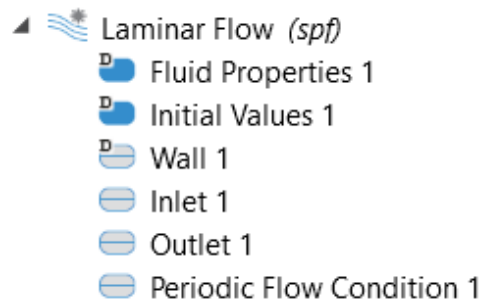 Laminar Flow (spf)
D Fluid Properties 1
D Initial Values 1
D Wall 1
Inlet 1
Outlet 1
Periodic Flow Condition 1